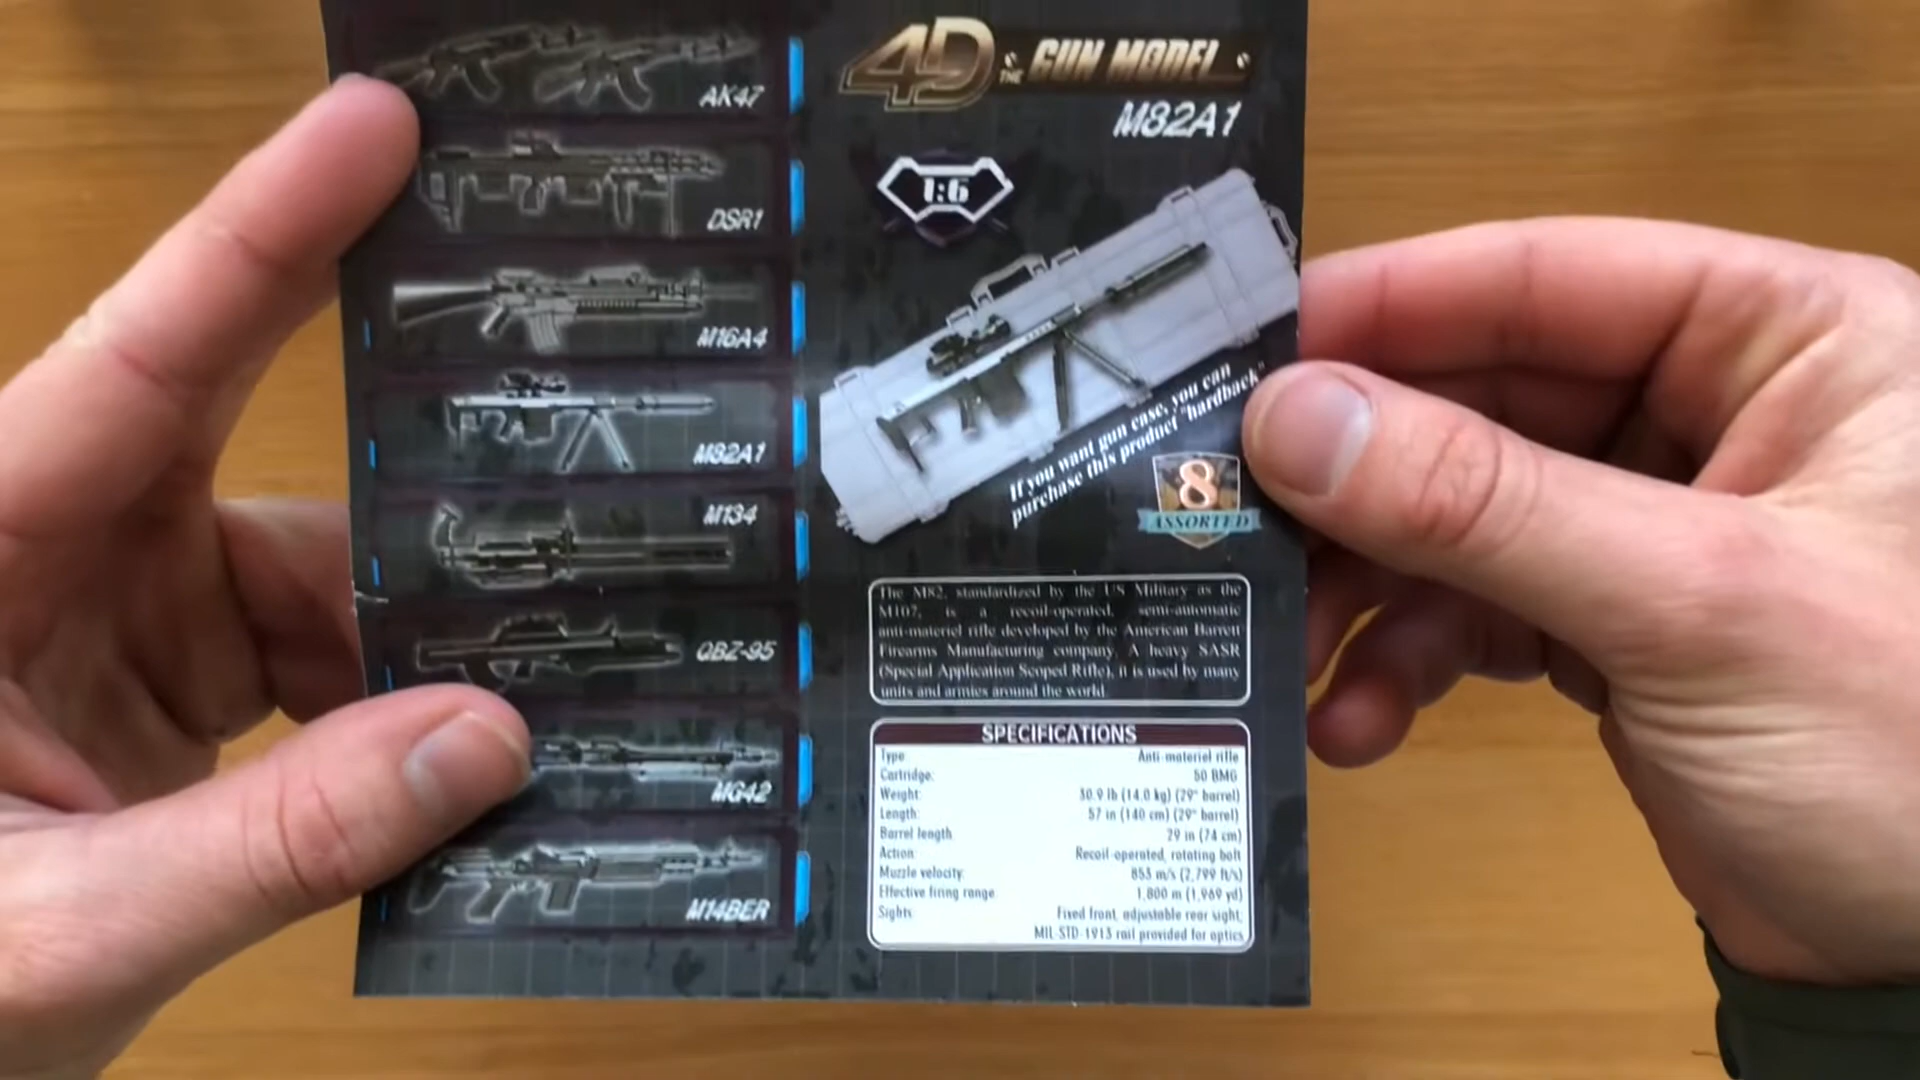 AK47
DSR1
M16A4
M82A1
M134
QBZ-95
MG42
M14BER
4D THE GUN MODEL
M82A1
1:6
If you want gun case, you can
purchase this product "hardback"
8
ASSORTED
The M82, standardized by the US Military as the
M107, is a recoil-operated, semi-automatic
anti-materiel rifle developed by the American Barrett
Firearms Manufacturing company. A heavy SASR
(Special Application Scoped Rifle), it is used by many
units and armies around the world.
SPECIFICATIONS
Type Anti-materiel rifle
Cartridge: 50 BMG
Weight: 30.9 lb (14.0 kg) (29" barrel)
Length: 57 in (140 cm) (29" barrel)
Barrel length 29 in (74 cm)
Action: Recoil-operated, rotating bolt
Muzzle velocity: 853 m/s (2,799 ft/s)
Effective firing range: 1,800 m (1,969 yd)
Sights: Fixed front, adjustable rear sight;
MIL-STD-1913 rail provided for optics